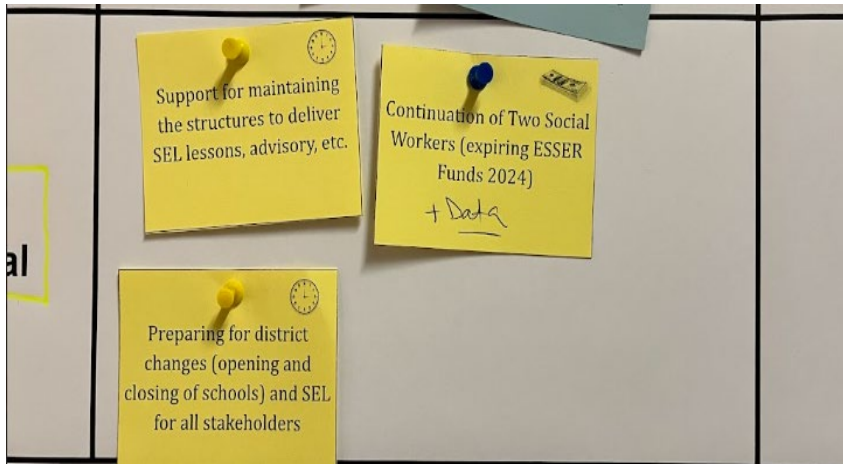 Support for maintaining
the structures to deliver
SEL lessons, advisory, etc.
Continuation of Two Social
Workers (expiring ESSER
Funds 2024)
+ Data
al
Preparing for district
changes (opening and
closing of schools) and SEL
for all stakeholders